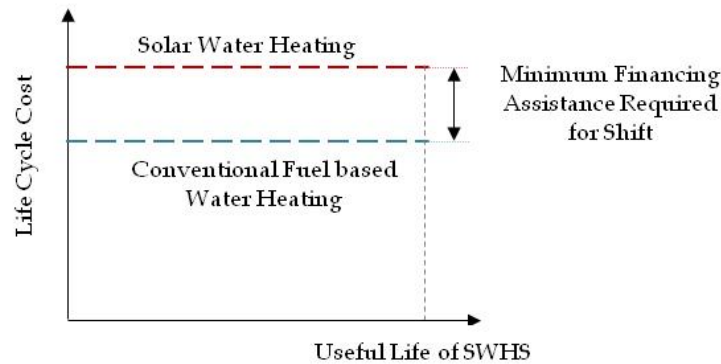 Solar Water Heating
Minimum Financing
Assistance Required
for Shift
Conventional Fuel based
Water Heating
Life Cycle Cost
Useful Life of SWHS